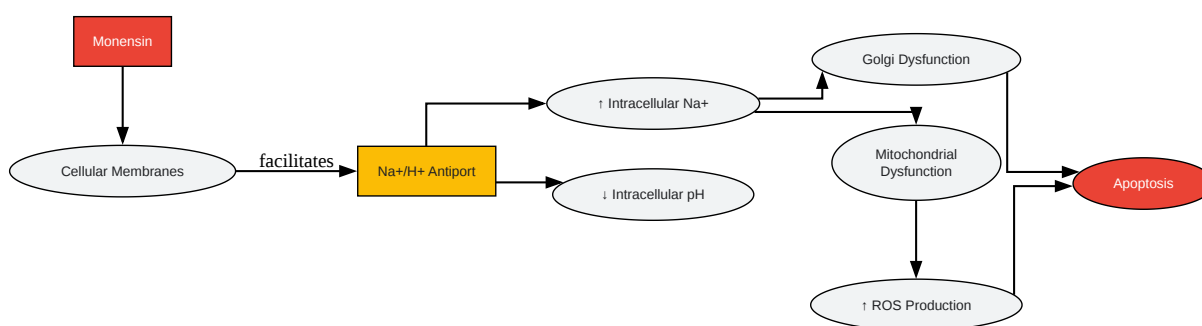 Monensin
Cellular Membranes
facilitates
Na+/H+ Antiport
↑ Intracellular Na+
↓ Intracellular pH
Golgi Dysfunction
Mitochondrial
Dysfunction
↑ ROS Production
Apoptosis